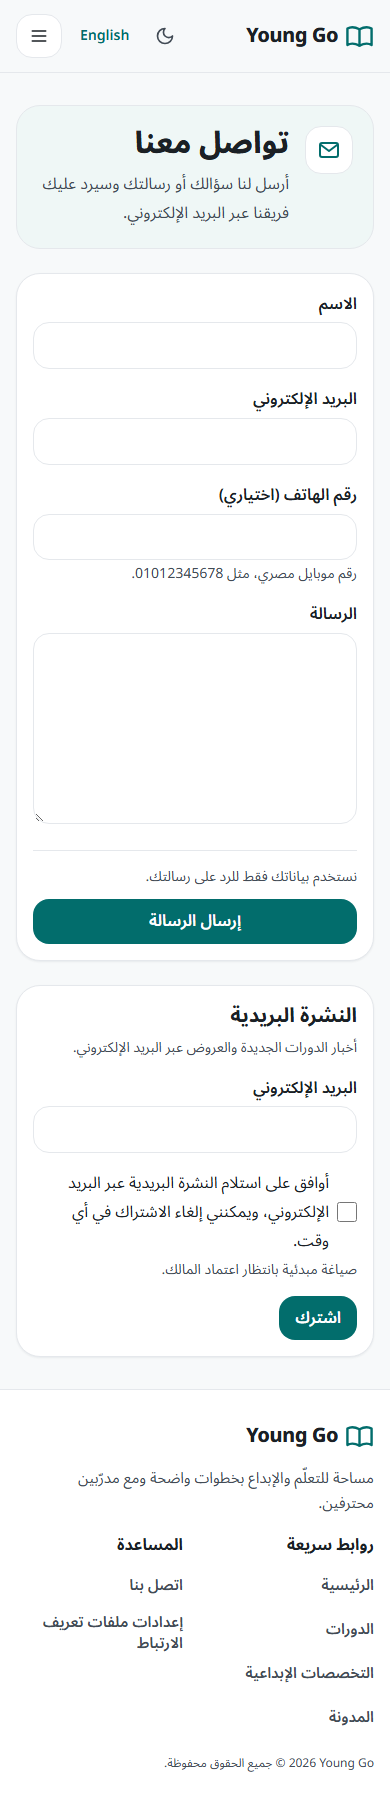 Young Go
English
تواصل معنا
أرسل لنا سؤالك أو رسالتك وسيرد عليك
فريقنا عبر البريد الإلكتروني.
الاسم
البريد الإلكتروني
رقم الهاتف (اختياري)
رقم موبايل مصري، مثل 01012345678.
الرسالة
نستخدم بياناتك فقط للرد على رسالتك.
إرسال الرسالة
النشرة البريدية
أخبار الدورات الجديدة والعروض عبر البريد الإلكتروني.
البريد الإلكتروني
أوافق على استلام النشرة البريدية عبر البريد
الإلكتروني، ويمكنني إلغاء الاشتراك في أي
وقت.
صياغة مبدئية بانتظار اعتماد المالك.
اشترك
Young Go
مساحة للتعلّم والإبداع بخطوات واضحة ومع مدرّبين
محترفين.
روابط سريعة
الرئيسية
الدورات
التخصصات الإبداعية
المدونة
المساعدة
اتصل بنا
إعدادات ملفات تعريف
الارتباط
Young Go 2026 © جميع الحقوق محفوظة.